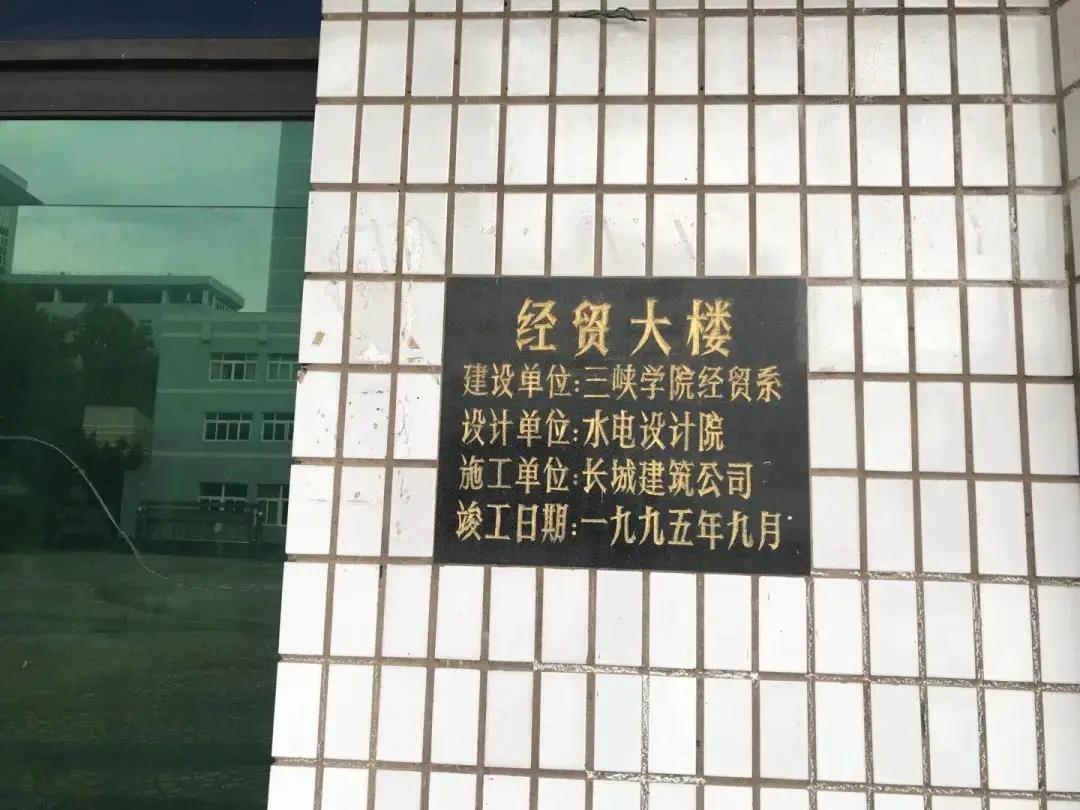 经贸大楼
建设单位:三峡学院经贸系
设计单位:水电设计院
施工单位:长城建筑公司
竣工日期:一九九五年九月